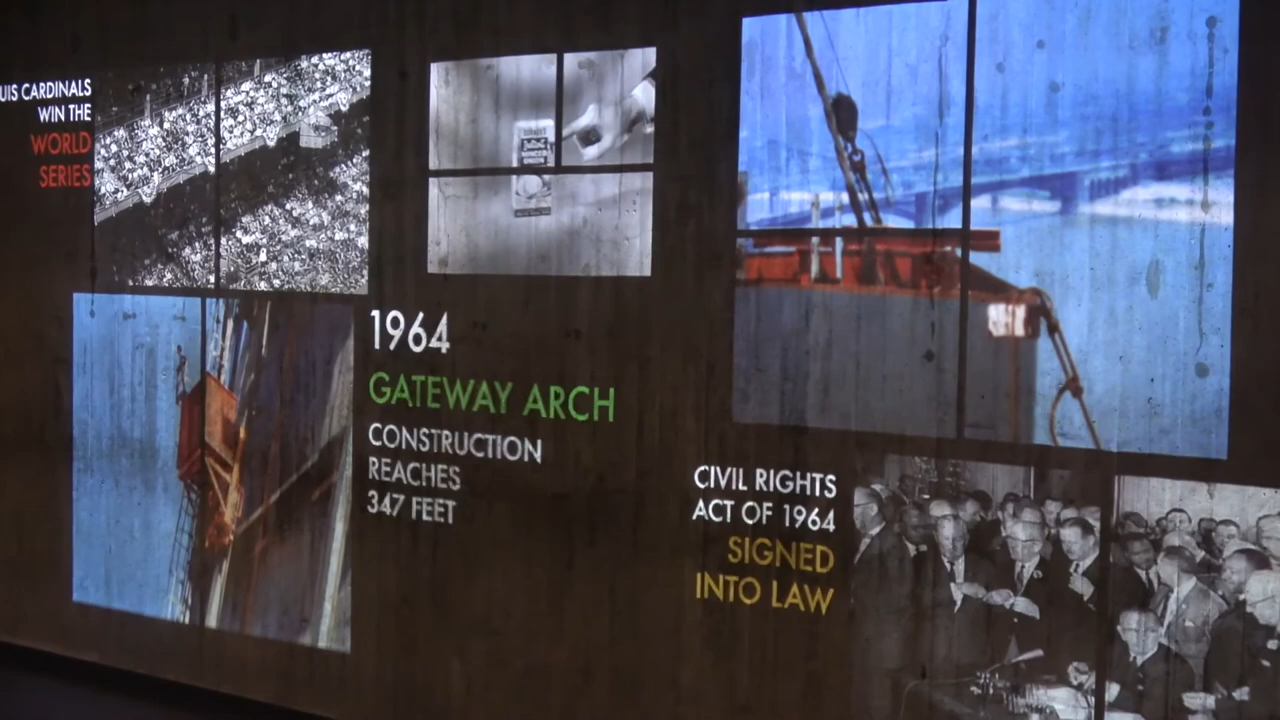 UIS CARDINALS
WIN THE
WORLD
SERIES
1964
GATEWAY ARCH
CONSTRUCTION
REACHES
347 FEET
CIVIL RIGHTS
ACT OF 1964
SIGNED
INTO LAW